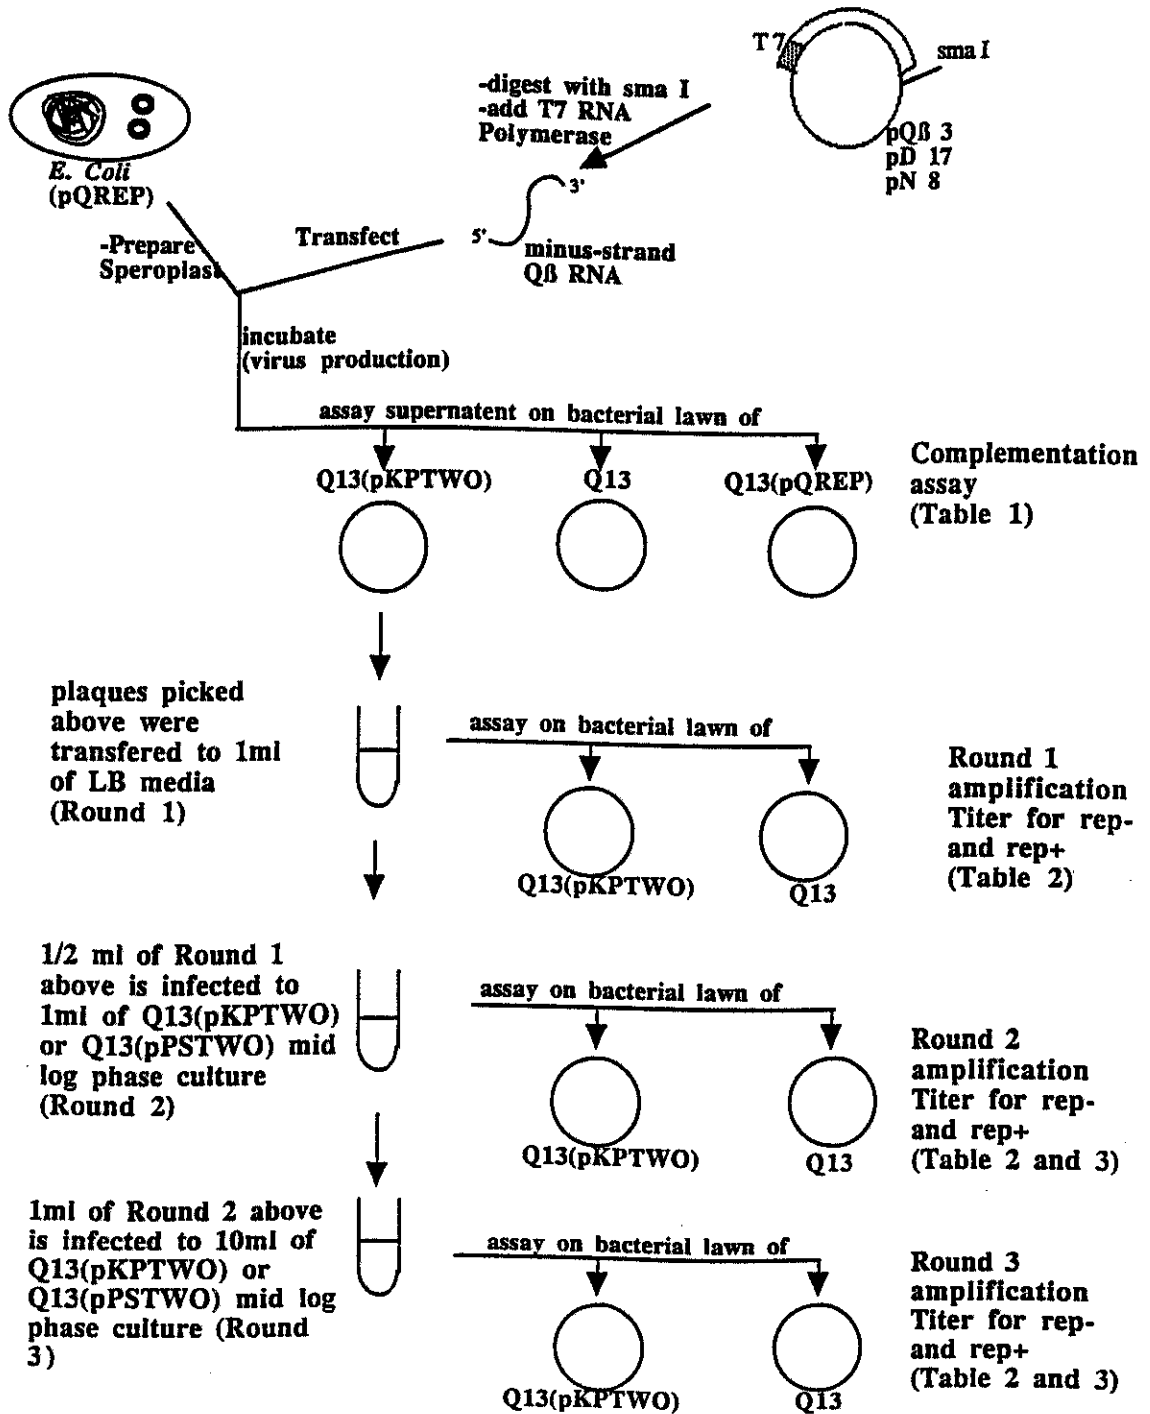 T7
sma I
-digest with sma I
-add T7 RNA
Polymerase
pQß 3
pD 17
pN 8
E. Coli
(pQREP)
3'
5'
-Prepare
Speroplast
Transfect
minus-strand
Qß RNA
incubate
(virus production)
assay supernatent on bacterial lawn of
Q13(pKPTWO)
Q13
Q13(pQREP)
Complementation
assay
(Table 1)
plaques picked
above were
transfered to 1ml
of LB media
(Round 1)
assay on bacterial lawn of
Q13(pKPTWO)
Q13
Round 1
amplification
Titer for rep-
and rep+
(Table 2)
1/2 ml of Round 1
above is infected to
1ml of Q13(pKPTWO)
or Q13(pPSTWO) mid
log phase culture
(Round 2)
assay on bacterial lawn of
Q13(pKPTWO)
Q13
Round 2
amplification
Titer for rep-
and rep+
(Table 2 and 3)
1ml of Round 2 above
is infected to 10ml of
Q13(pKPTWO) or
Q13(pPSTWO) mid log
phase culture (Round
3)
assay on bacterial lawn of
Q13(pKPTWO)
Q13
Round 3
amplification
Titer for rep-
and rep+
(Table 2 and 3)